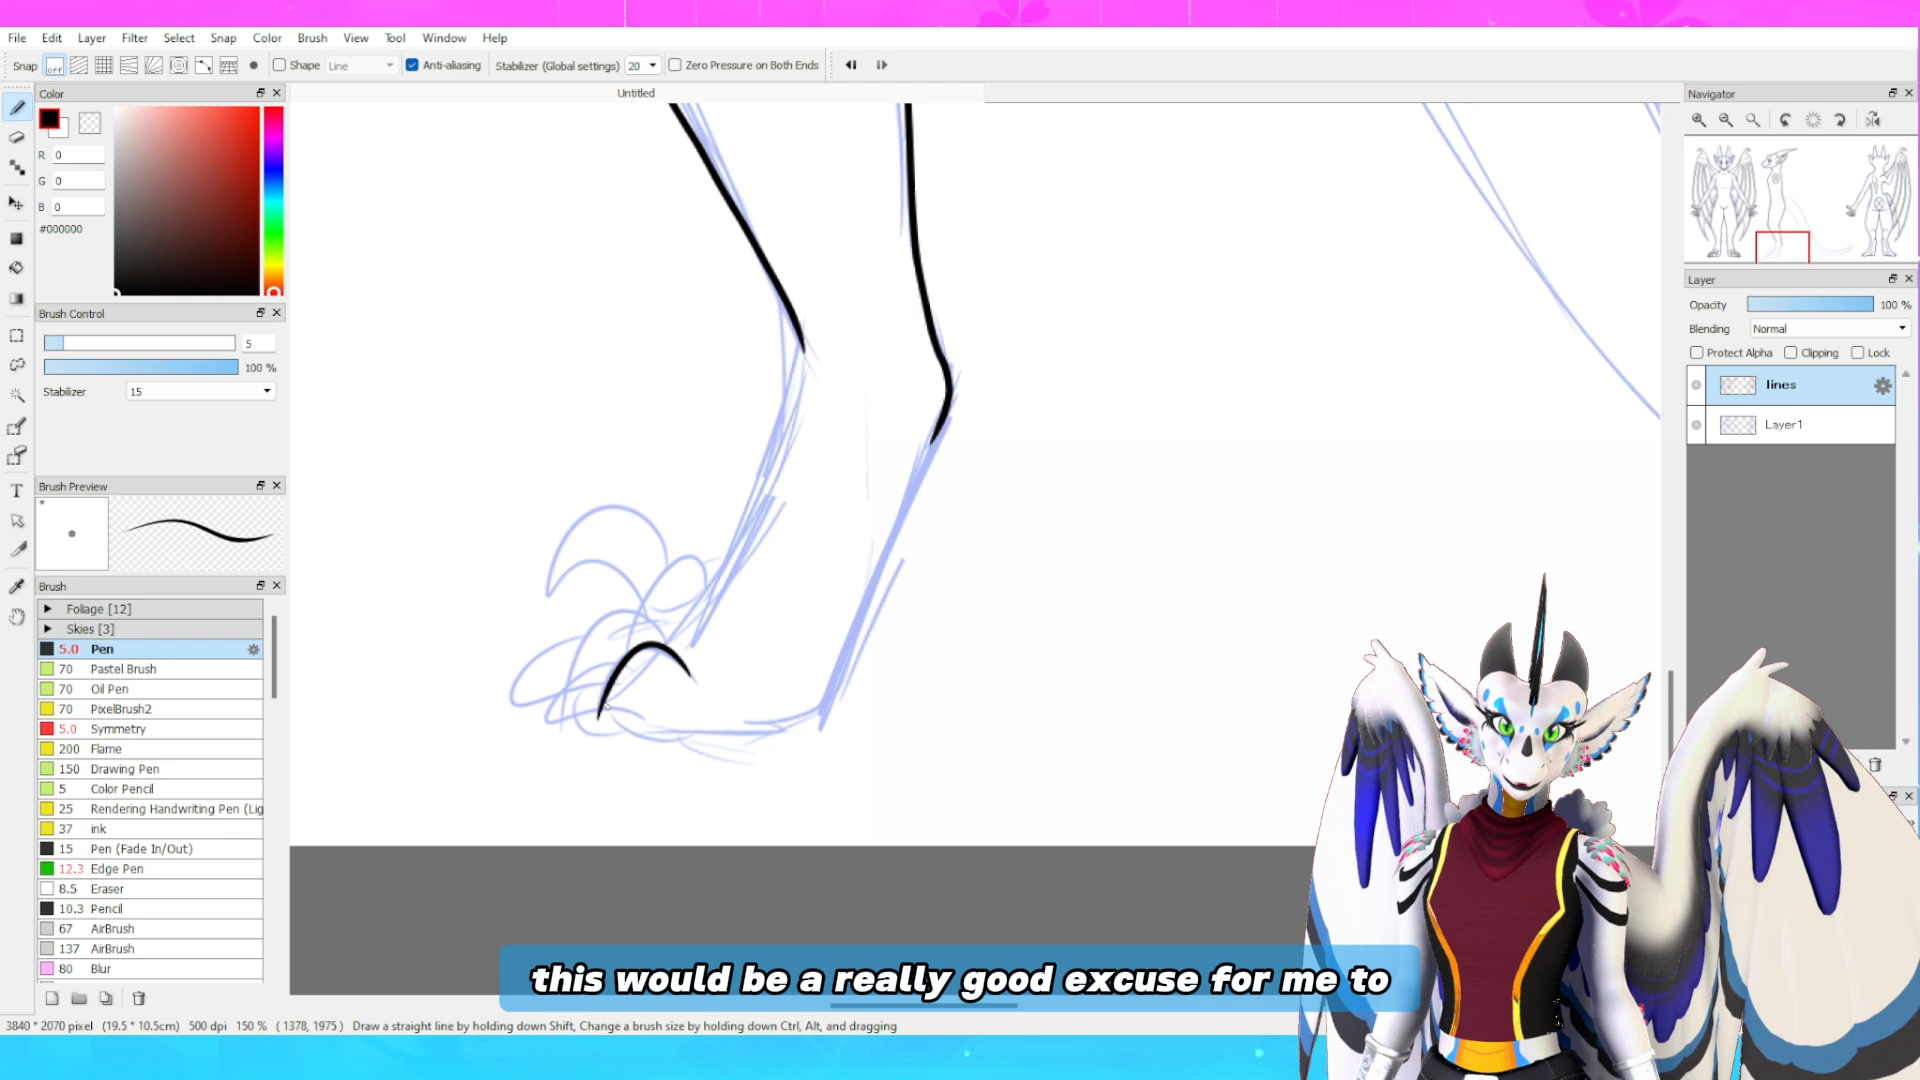 File Edit Layer Filter Select Snap Color Brush View Tool Window Help
Snap off Shape Line Anti-aliasing Stabilizer (Global settings) 20 Zero Pressure on Both Ends
Color
Untitled
Navigator
R 0
G 0
B 0
#000000
Brush Control
5
100 %
Stabilizer 15
Brush Preview
Brush
Foliage [12]
Skies [3]
5.0 Pen
70 Pastel Brush
70 Oil Pen
70 PixelBrush2
5.0 Symmetry
200 Flame
150 Drawing Pen
5 Color Pencil
25 Rendering Handwriting Pen (Lig
37 ink
15 Pen (Fade In/Out)
12.3 Edge Pen
8.5 Eraser
10.3 Pencil
67 AirBrush
137 AirBrush
80 Blur
Layer
Opacity 100 %
Blending Normal
Protect Alpha Clipping Lock
lines
Layer1
this would be a really good excuse for me to
3840 * 2070 pixel (19.5 * 10.5cm) 500 dpi 150 % ( 1378, 1975 ) Draw a straight line by holding down Shift, Change a brush size by holding down Ctrl, Alt, and dragging